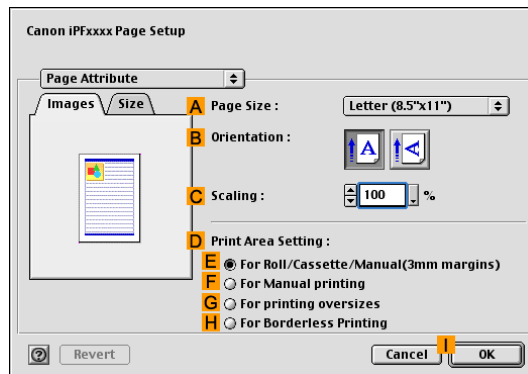 Canon iPFxxxx Page Setup
Page Attribute
Images Size
A Page Size : Letter (8.5"x11")
B Orientation :
A A
C Scaling : 100 %
D Print Area Setting :
E For Roll/Cassette/Manual(3mm margins)
F For Manual printing
G For printing oversizes
H For Borderless Printing
? Revert Cancel I OK